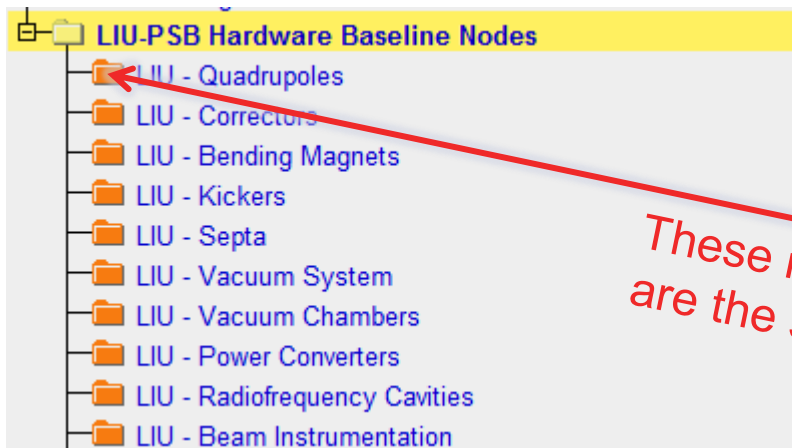 LIU-PSB Hardware Baseline Nodes
LIU - Quadrupoles
LIU - Correctors
LIU - Bending Magnets
LIU - Kickers
LIU - Septa
LIU - Vacuum System
LIU - Vacuum Chambers
LIU - Power Converters
LIU - Radiofrequency Cavities
LIU - Beam Instrumentation
These
are the